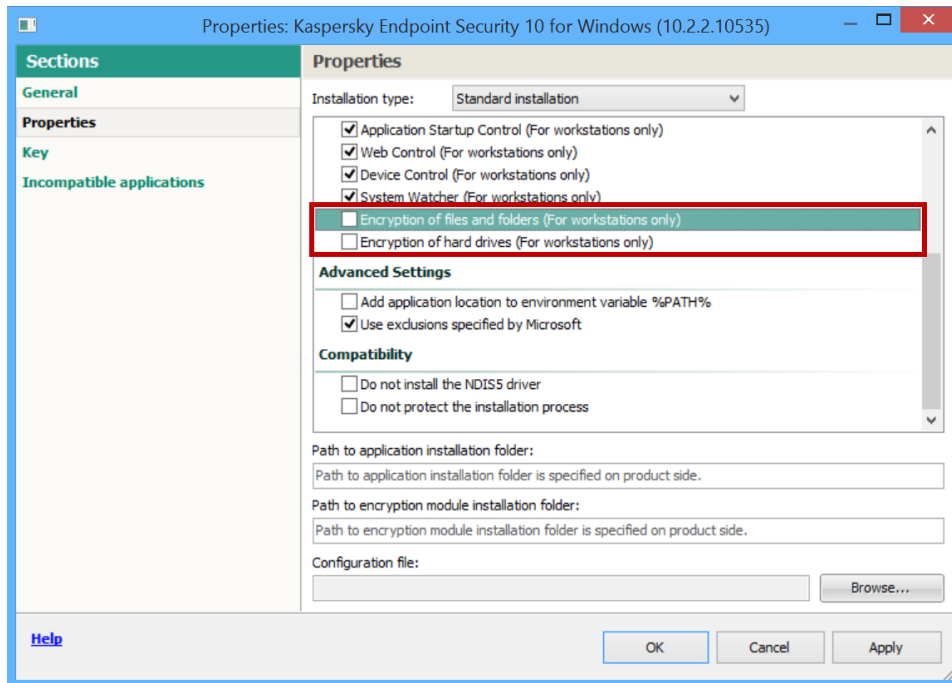 Properties: Kaspersky Endpoint Security 10 for Windows (10.2.2.10535)
Sections
General
Properties
Key
Incompatible applications
Properties
Installation type: Standard installation
Application Startup Control (For workstations only)
Web Control (For workstations only)
Device Control (For workstations only)
System Watcher (For workstations only)
Encryption of files and folders (For workstations only)
Encryption of hard drives (For workstations only)
Advanced Settings
Add application location to environment variable %PATH%
Use exclusions specified by Microsoft
Compatibility
Do not install the NDIS5 driver
Do not protect the installation process
Path to application installation folder:
Path to application installation folder is specified on product side.
Path to encryption module installation folder:
Path to encryption module installation folder is specified on product side.
Configuration file:
Browse...
Help
OK Cancel Apply